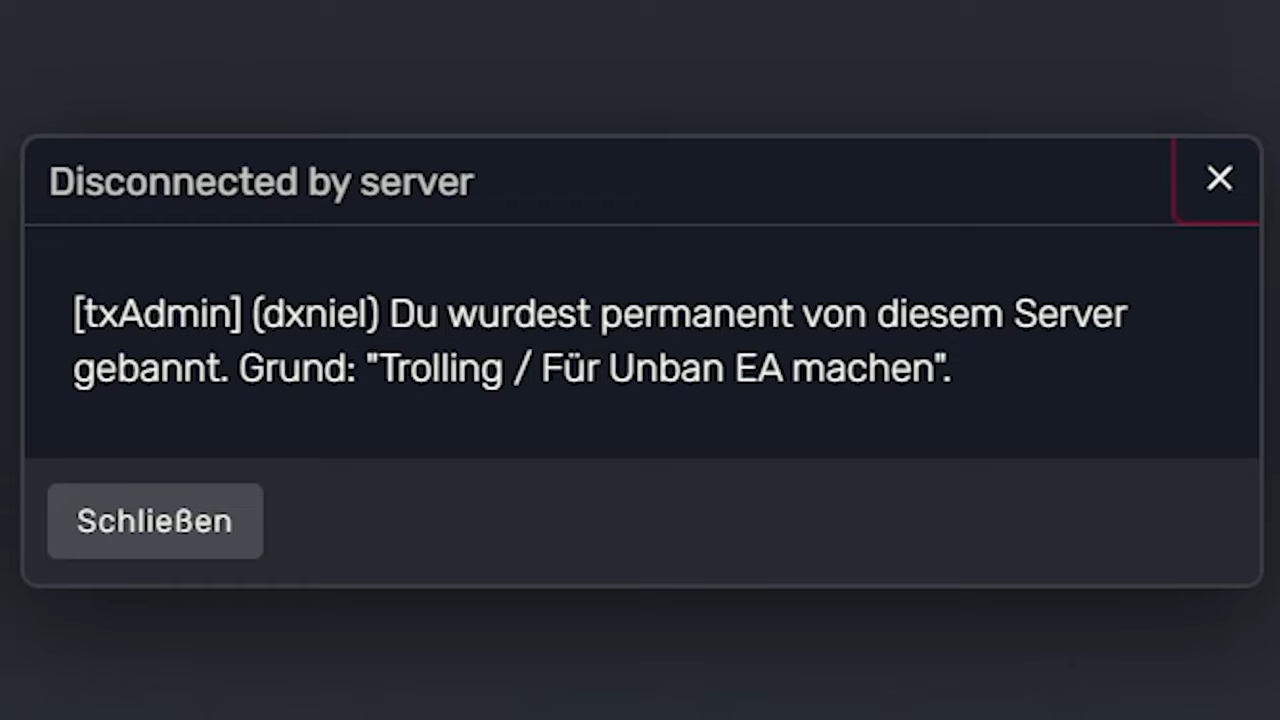 Disconnected by server
[txAdmin] (dxniel) Du wurdest permanent von diesem Server
gebannt. Grund: "Trolling / Für Unban EA machen".
Schließen